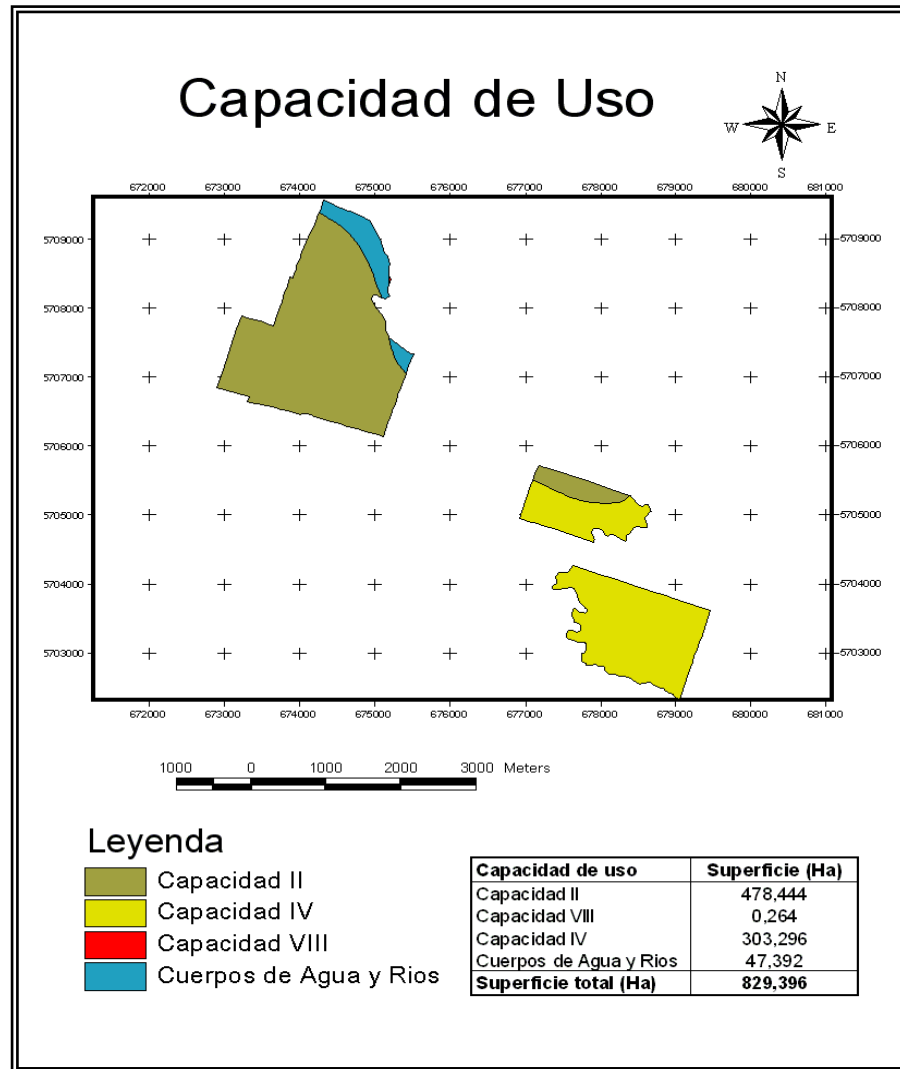 Capacidad de Uso
N
W E
S
672000 673000 674000 675000 676000 677000 678000 679000 680000 681000
5709000 5709000
5708000 5708000
5707000 5707000
5706000 5706000
5705000 5705000
5704000 5704000
5703000 5703000
672000 673000 674000 675000 676000 677000 678000 679000 680000 681000
1000 0 1000 2000 3000 Meters
Leyenda
Capacidad II
Capacidad IV
Capacidad VIII
Cuerpos de Agua y Rios
Capacidad de uso Superficie (Ha)
Capacidad II 478,444
Capacidad VIII 0,264
Capacidad IV 303,296
Cuerpos de Agua y Rios 47,392
Superficie total (Ha) 829,396